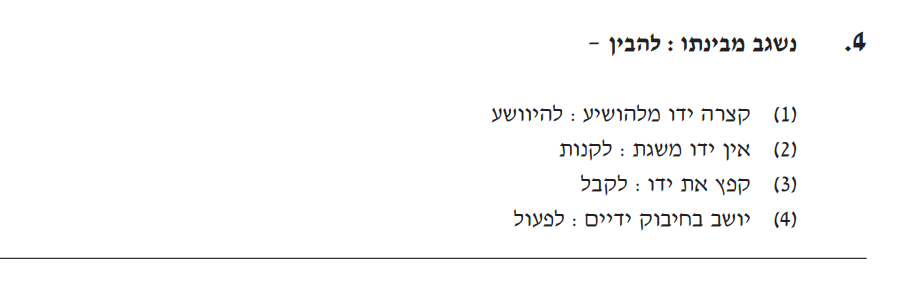 4. נשגב מבינתו : להבין –
(1) קצרה ידו מלהושיע : להיוושע
(2) אין ידו משגת : לקנות
(3) קפץ את ידו : לקבל
(4) יושב בחיבוק ידיים : לפעול